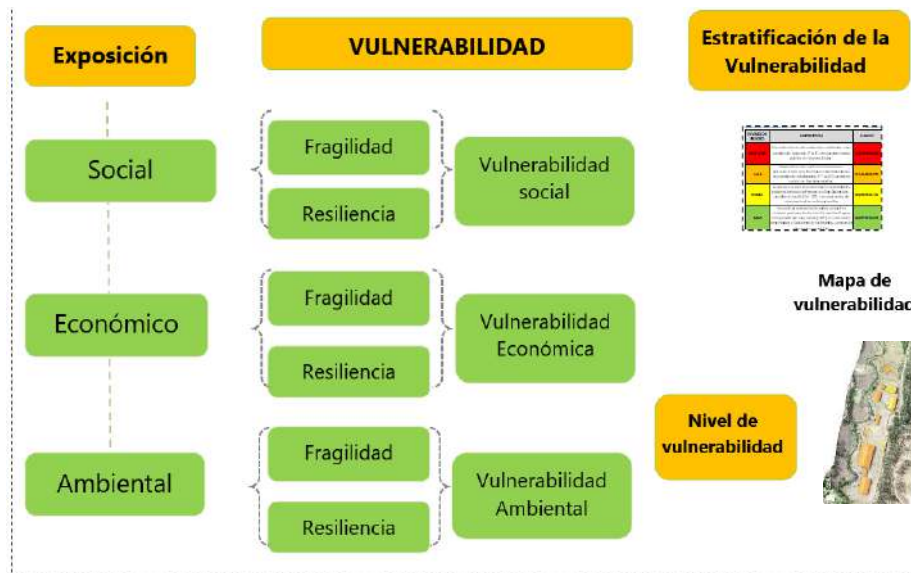 Exposición
VULNERABILIDAD
Estratificación de la
Vulnerabilidad
Social
Fragilidad
Resiliencia
Vulnerabilidad
social
Económico
Fragilidad
Resiliencia
Vulnerabilidad
Económica
Mapa de
vulnerabilidad
Ambiental
Fragilidad
Resiliencia
Vulnerabilidad
Ambiental
Nivel de
vulnerabilidad